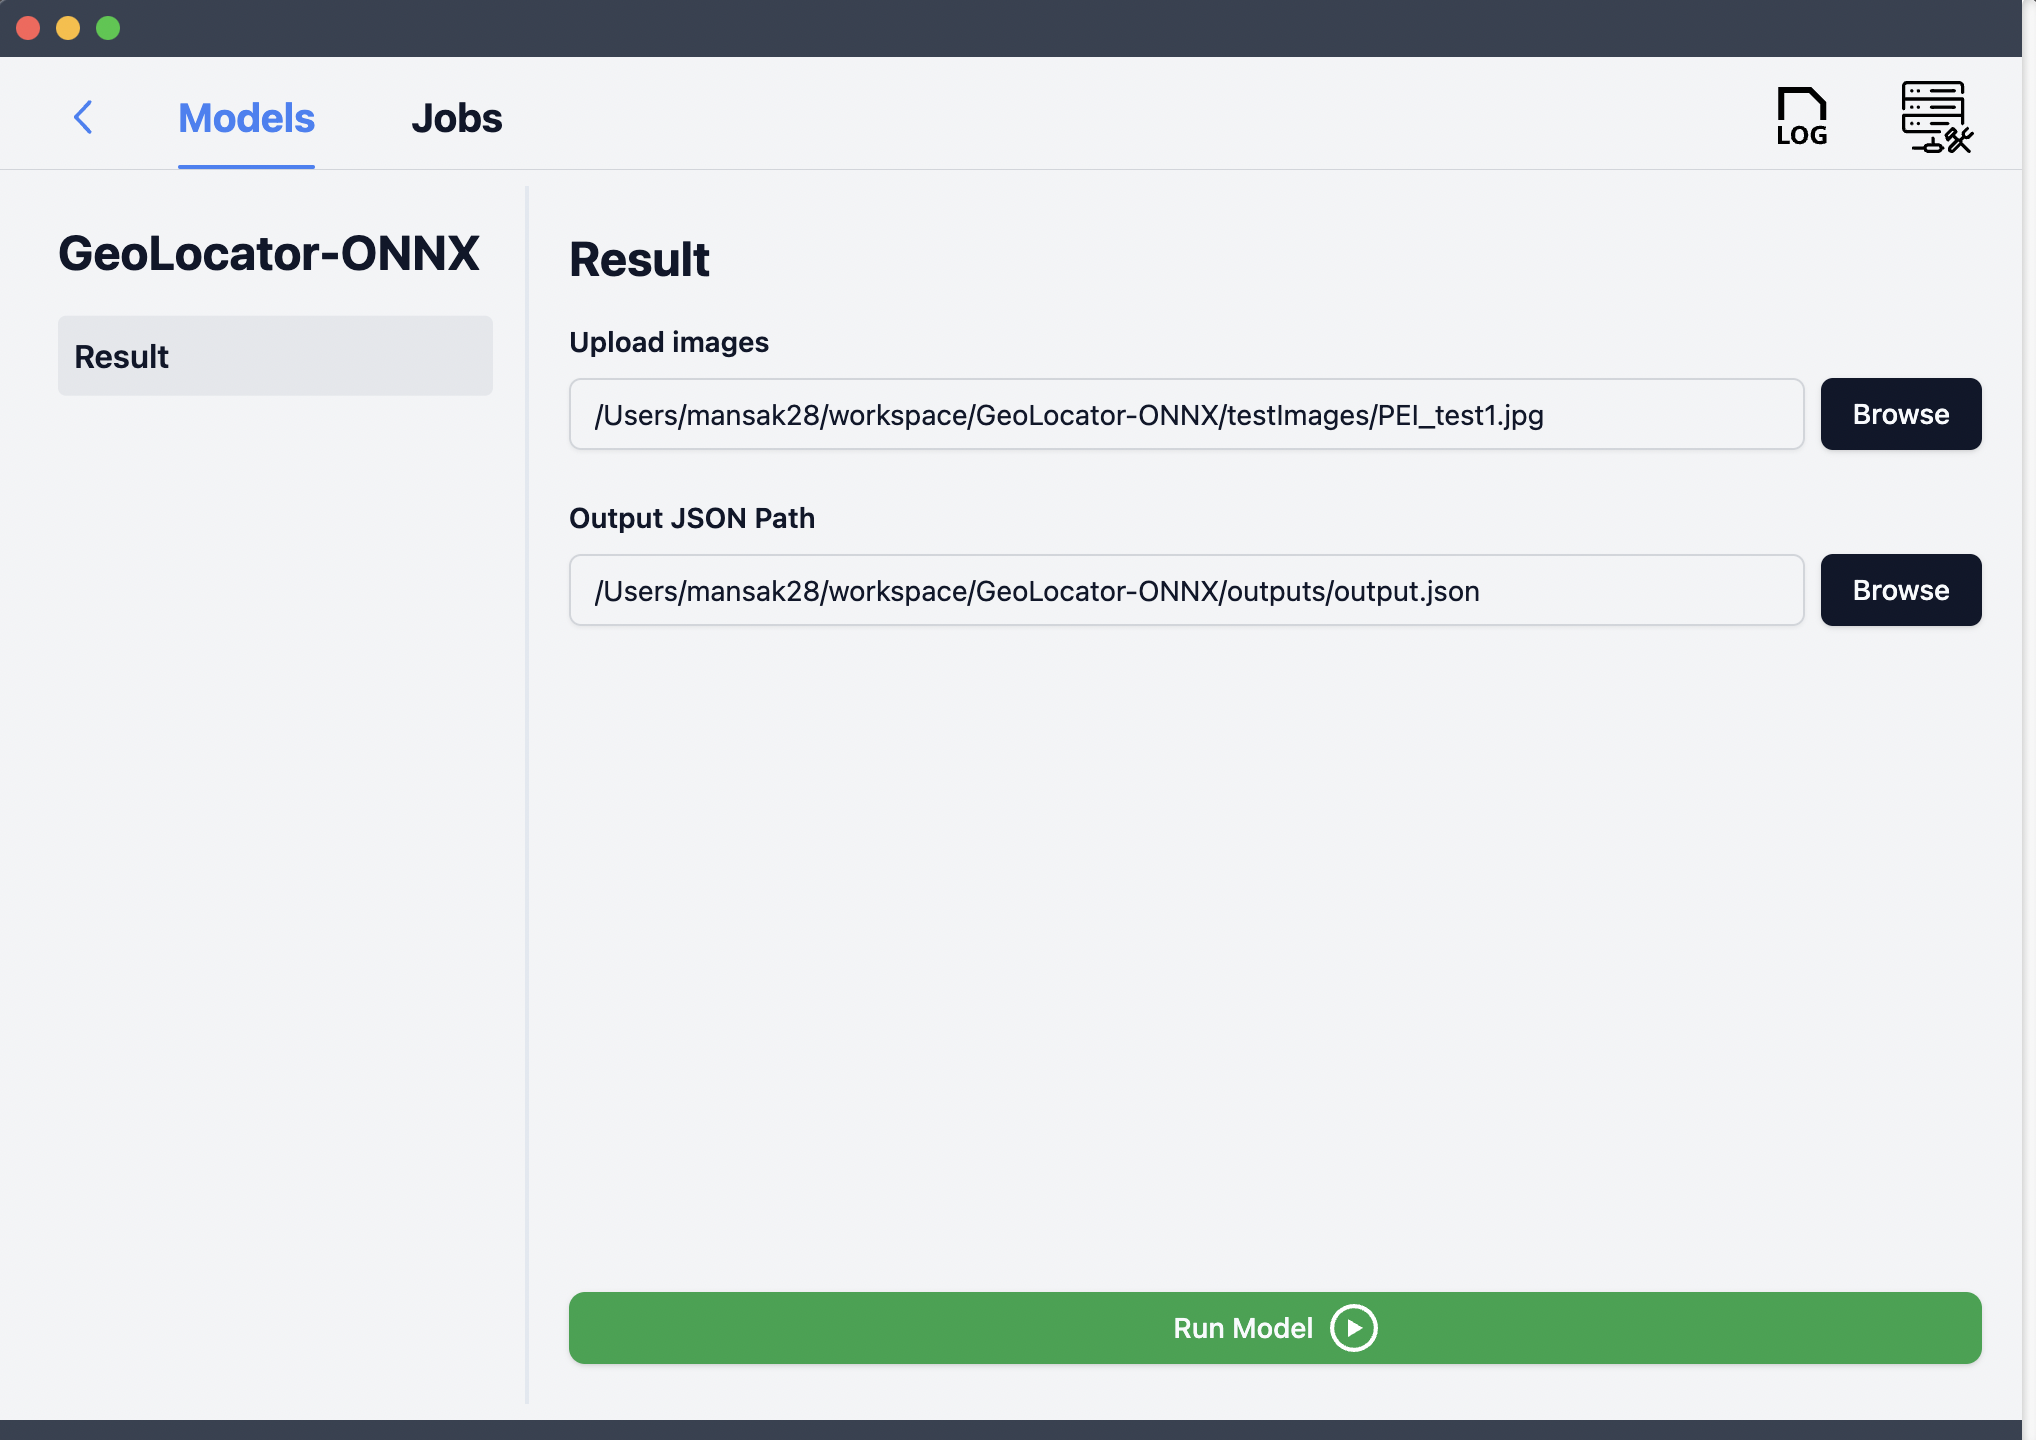 Models
Jobs
LOG
GeoLocator-ONNX
Result
Result
Upload images
/Users/mansak28/workspace/GeoLocator-ONNX/testImages/PEI_test1.jpg
Browse
Output JSON Path
/Users/mansak28/workspace/GeoLocator-ONNX/outputs/output.json
Browse
Run Model